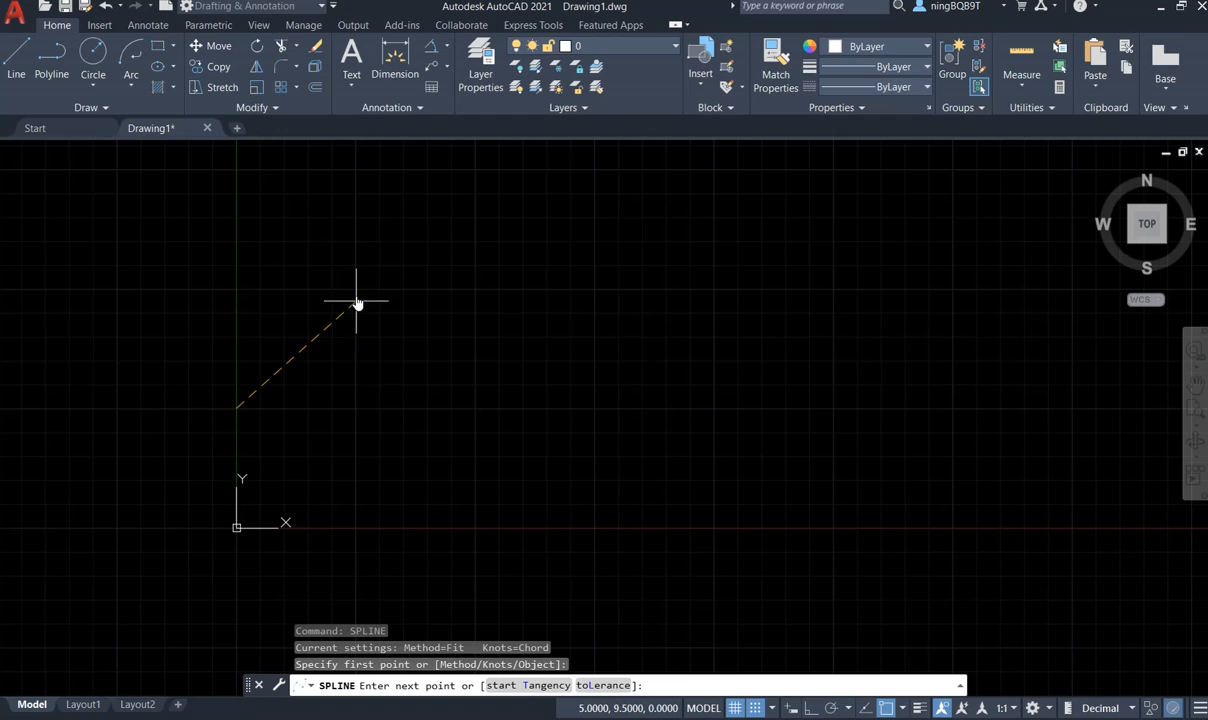 Drafting & Annotation
Autodesk AutoCAD 2021 Drawing1.dwg
Type a keyword or phrase
ningBQB9T
Home Insert Annotate Parametric View Manage Output Add-ins Collaborate Express Tools Featured Apps
Line Polyline Circle Arc
Move
Copy
Stretch
Text Dimension
Layer
Properties
0
Insert
Match
Properties
ByLayer
ByLayer
ByLayer
Group
Measure
Paste
Base
Draw Modify Annotation Layers Block Properties Groups Utilities Clipboard View
Start Drawing1*
N
W TOP E
S
WCS
Y
X
Command: SPLINE
Current settings: Method=Fit Knots=Chord
Specify first point or [Method/Knots/Object]:
SPLINE Enter next point or [start Tangency toLerance]:
Model Layout1 Layout2 +
5.0000, 9.5000, 0.0000 MODEL 1:1 Decimal